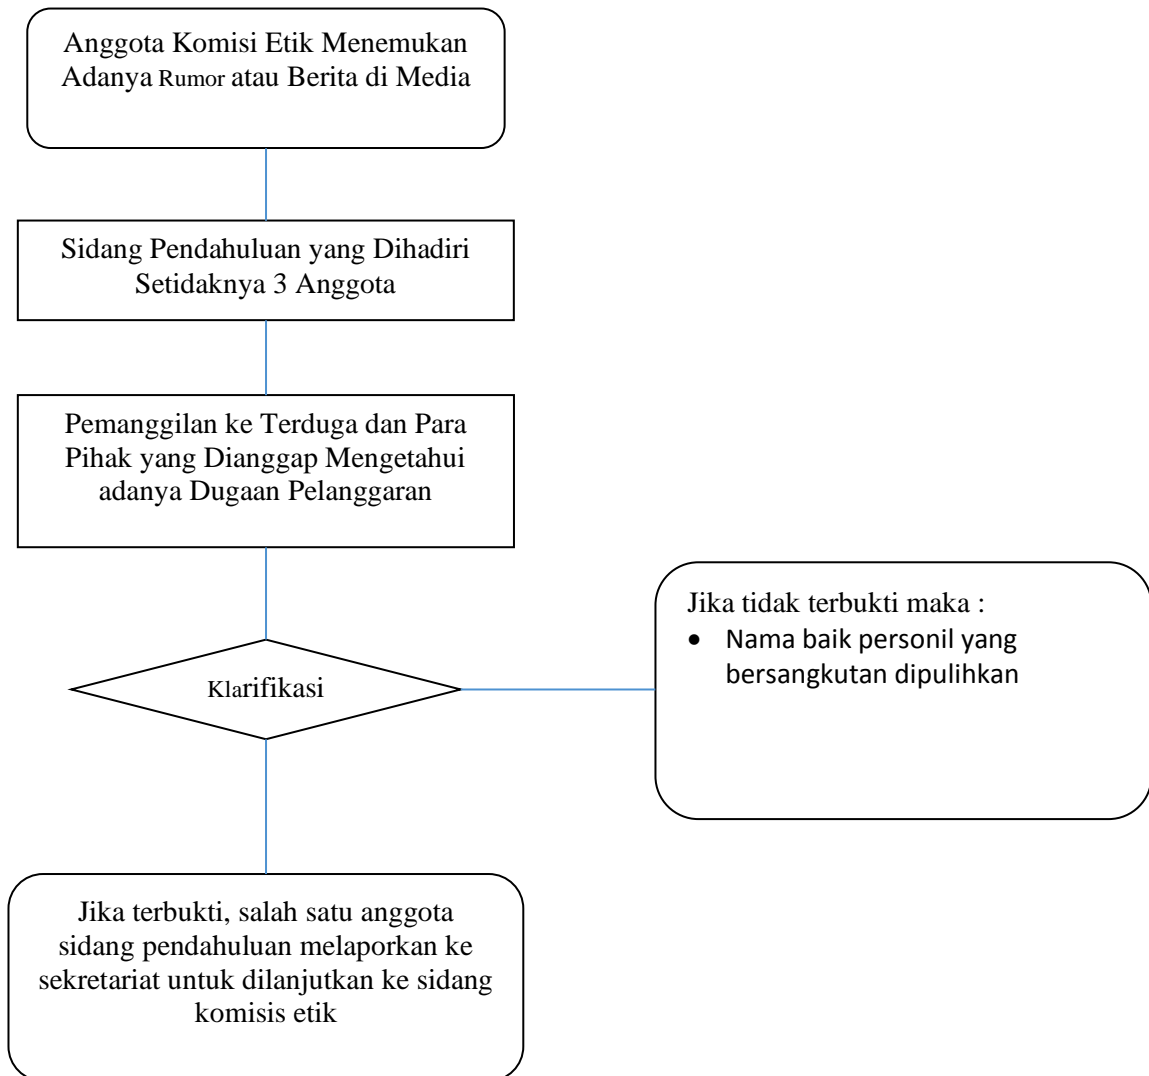 Anggota Komisi Etik Menemukan
Adanya Rumor atau Berita di Media
Sidang Pendahuluan yang Dihadiri
Setidaknya 3 Anggota
Pemanggilan ke Terduga dan Para
Pihak yang Dianggap Mengetahui
adanya Dugaan Pelanggaran
Klarifikasi
Jika tidak terbukti maka :
• Nama baik personil yang
bersangkutan dipulihkan
Jika terbukti, salah satu anggota
sidang pendahuluan melaporkan ke
sekretariat untuk dilanjutkan ke sidang
komisis etik